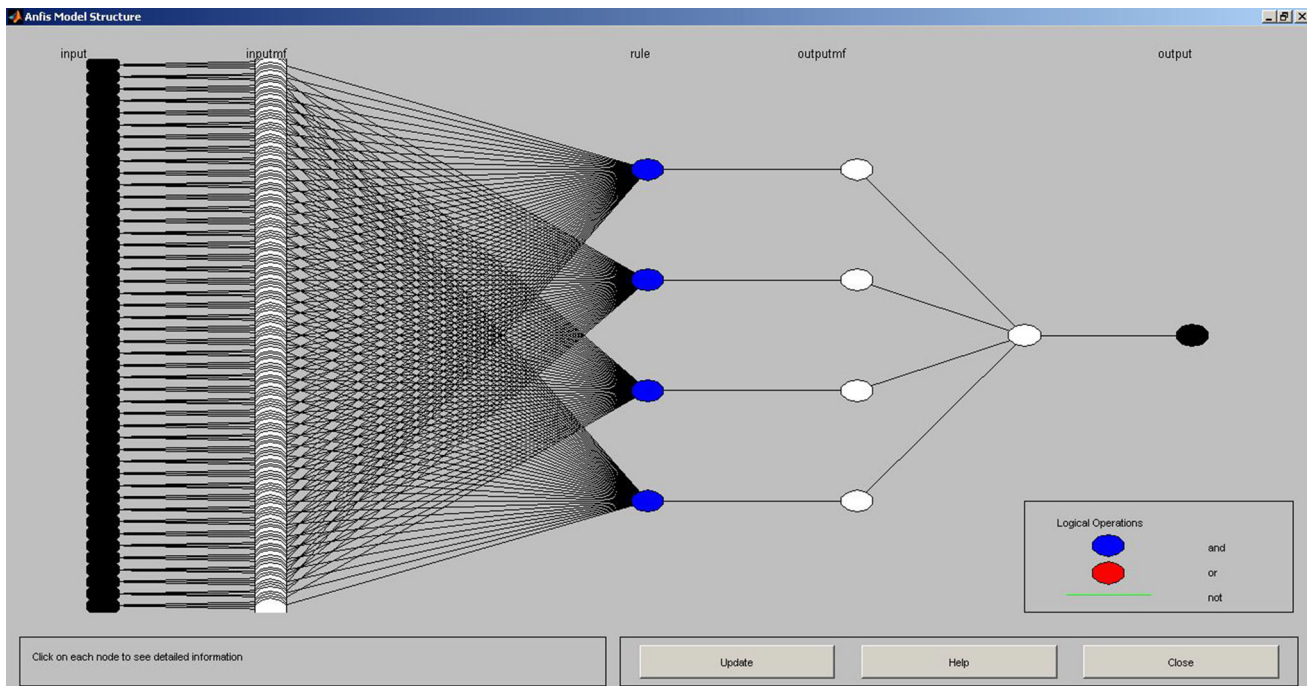 Anfis Model Structure
input inputmf rule outputmf output
Logical Operations
and
or
not
Click on each node to see detailed information
Update Help Close